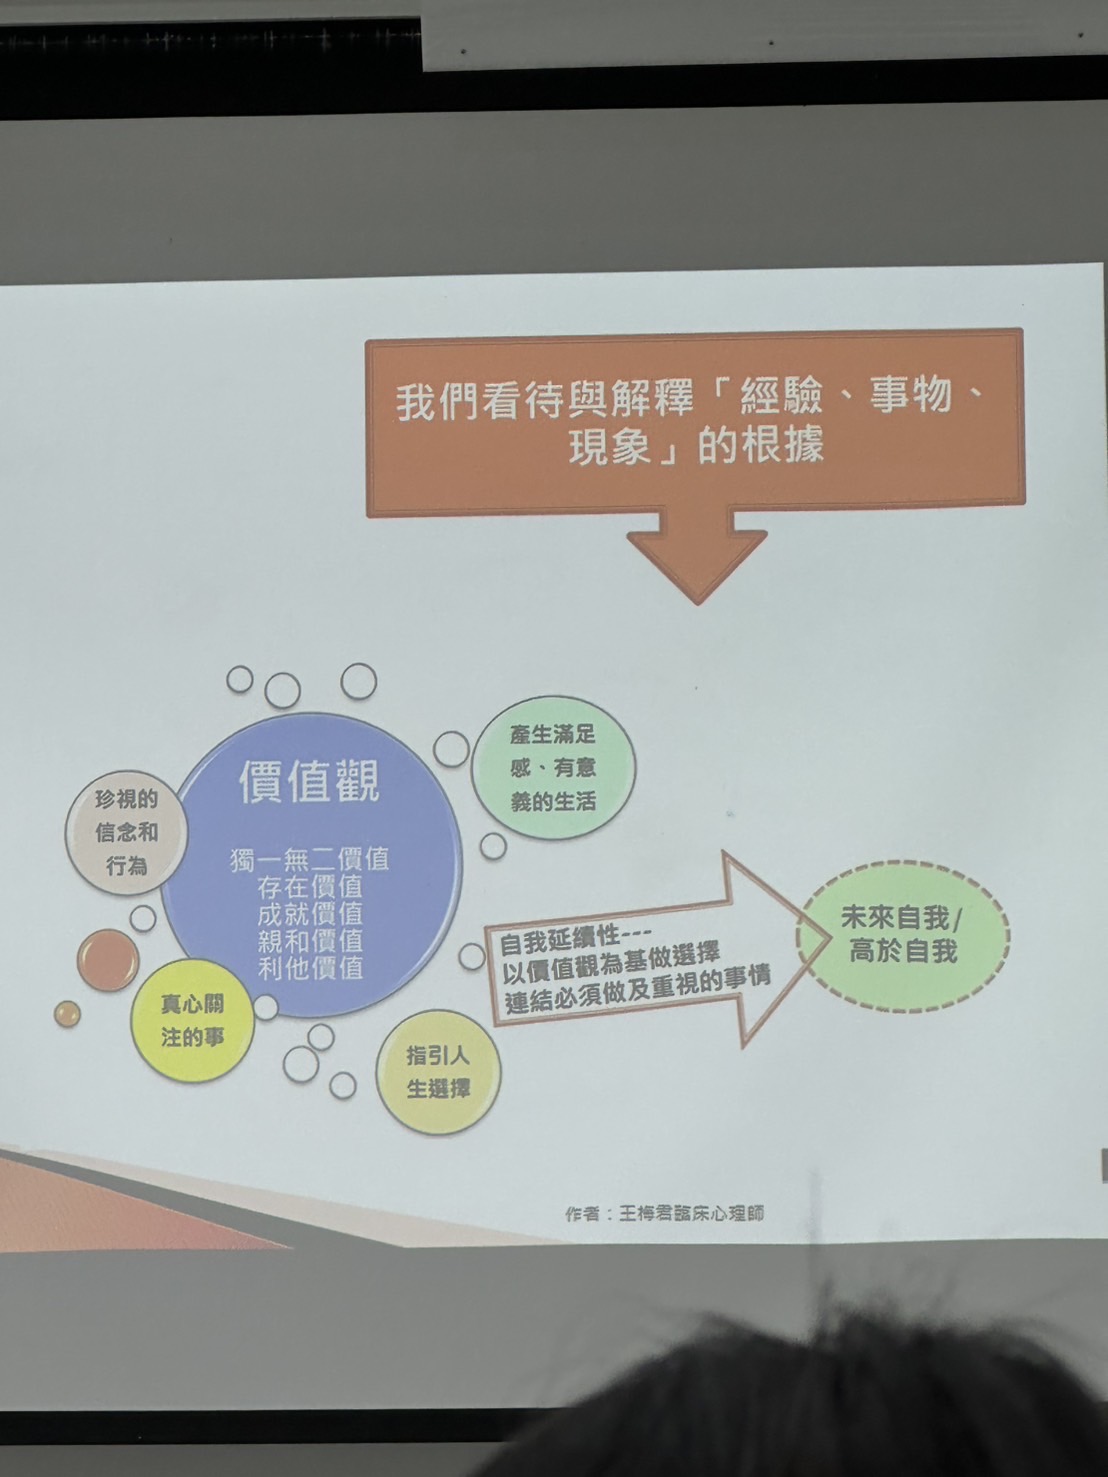 我們看待與解釋「經驗、事物、
現象」的根據
價值觀
獨一無二價值
存在價值
成就價值
親和價值
利他價值
珍視的
信念和
行為
真心關
注的事
產生滿足
感、有意
義的生活
指引人
生選擇
自我延續性---
以價值觀為基做選擇
連結必須做及重視的事情
未來自我/
高於自我
作者：王梅君臨床心理師